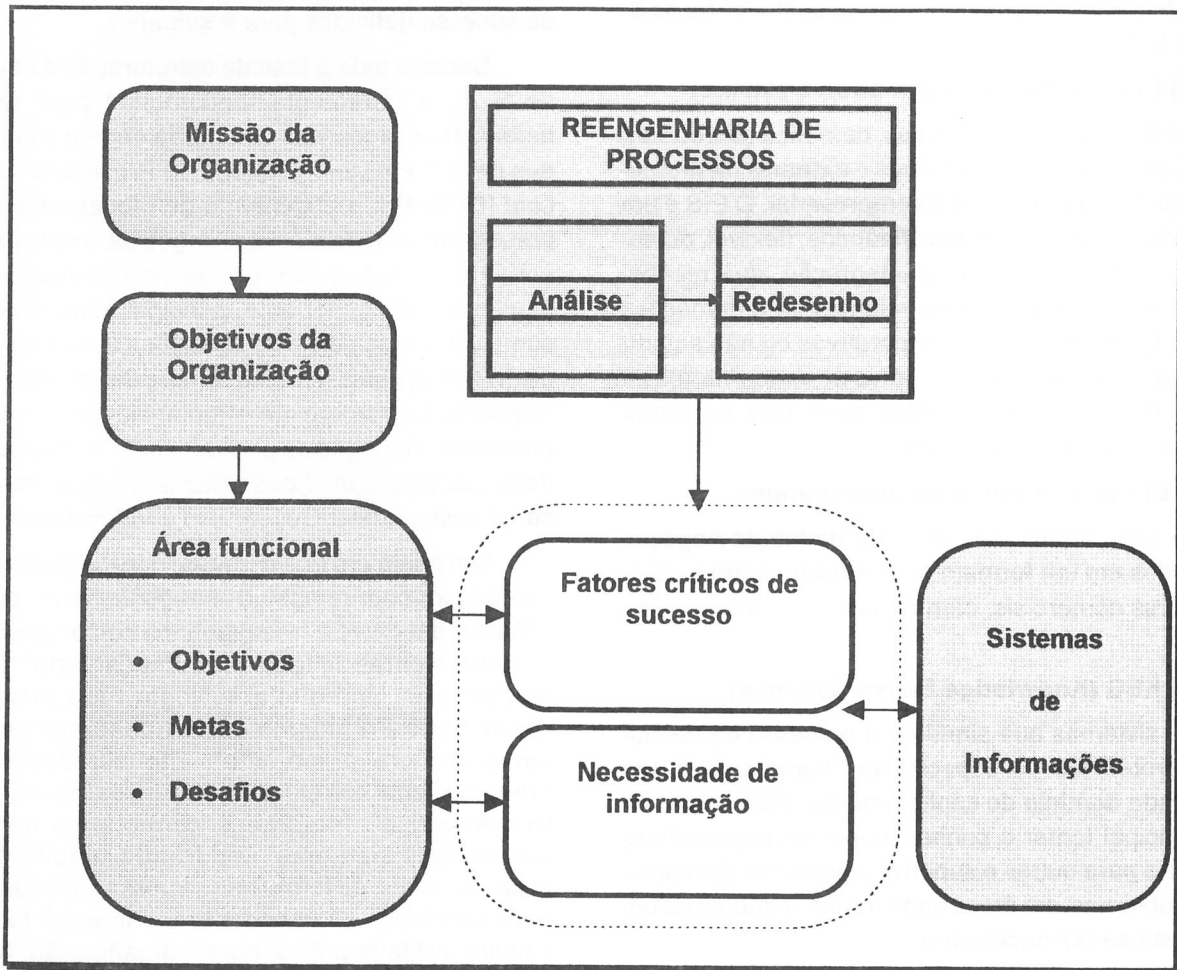 Missão da
Organização
Objetivos da
Organização
Área funcional
• Objetivos
• Metas
• Desafios
REENGENHARIA DE
PROCESSOS
Análise
Redesenho
Fatores críticos de
sucesso
Necessidade de
informação
Sistemas
de
Informações